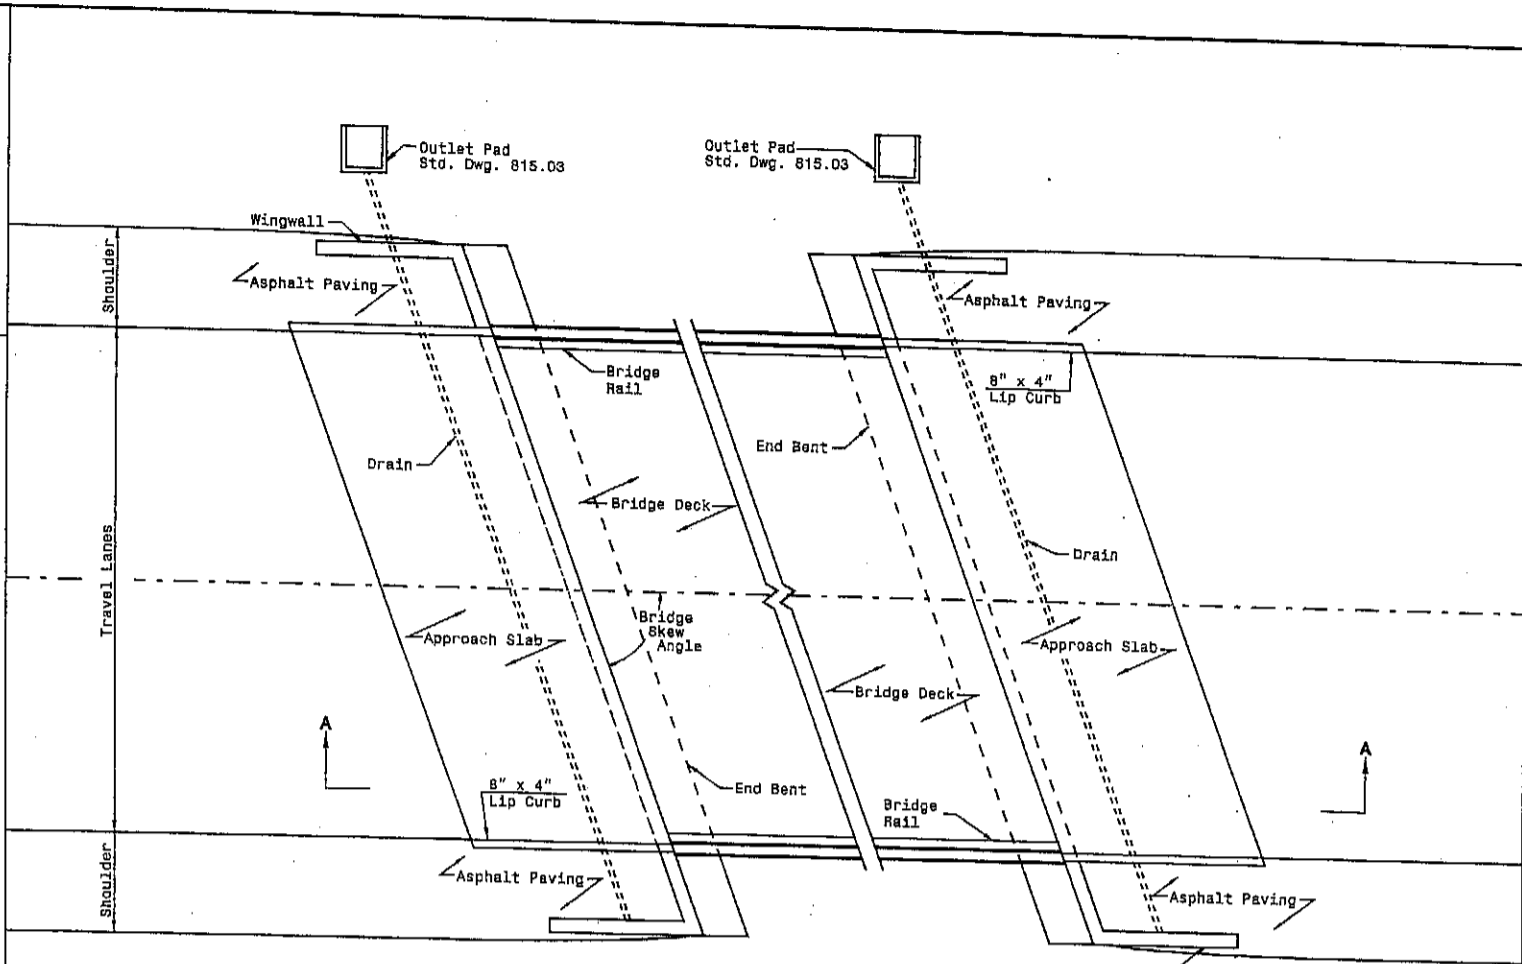 Outlet Pad
Std. Dwg. 815.03
Outlet Pad
Std. Dwg. 815.03
Wingwall
Shoulder
Asphalt Paving
Asphalt Paving
Bridge
Rail
8" x 4"
Lip Curb
End Bent
Drain
Bridge Deck
Drain
Travel Lanes
Bridge
Skew
Angle
Approach Slab
Approach Slab
Bridge Deck
A
A
8" x 4"
Lip Curb
End Bent
Bridge
Rail
Shoulder
Asphalt Paving
Asphalt Paving